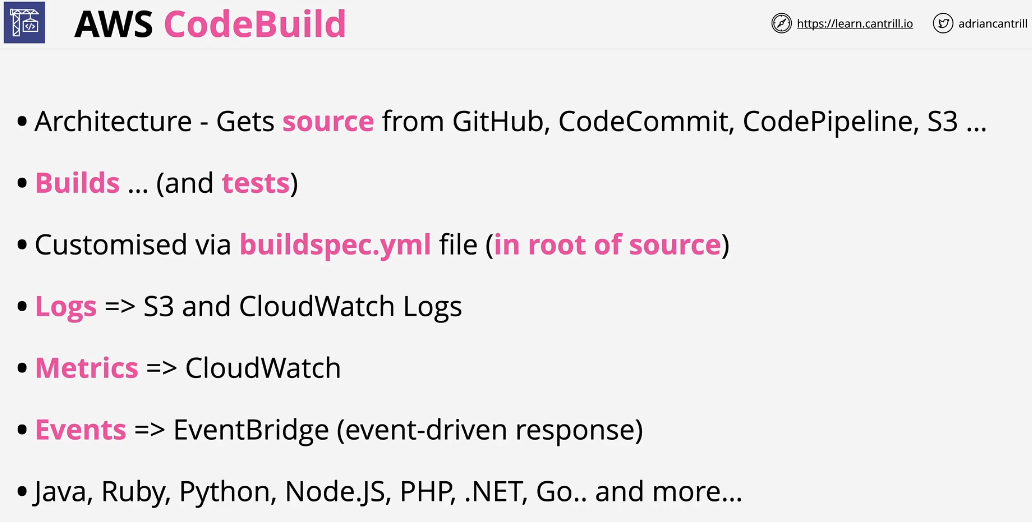 AWS CodeBuild
https://learn.cantrill.io
adriancantrill
• Architecture - Gets source from GitHub, CodeCommit, CodePipeline, S3 ...
• Builds ... (and tests)
• Customised via buildspec.yml file (in root of source)
• Logs => S3 and CloudWatch Logs
• Metrics => CloudWatch
• Events => EventBridge (event-driven response)
• Java, Ruby, Python, Node.JS, PHP, .NET, Go.. and more...